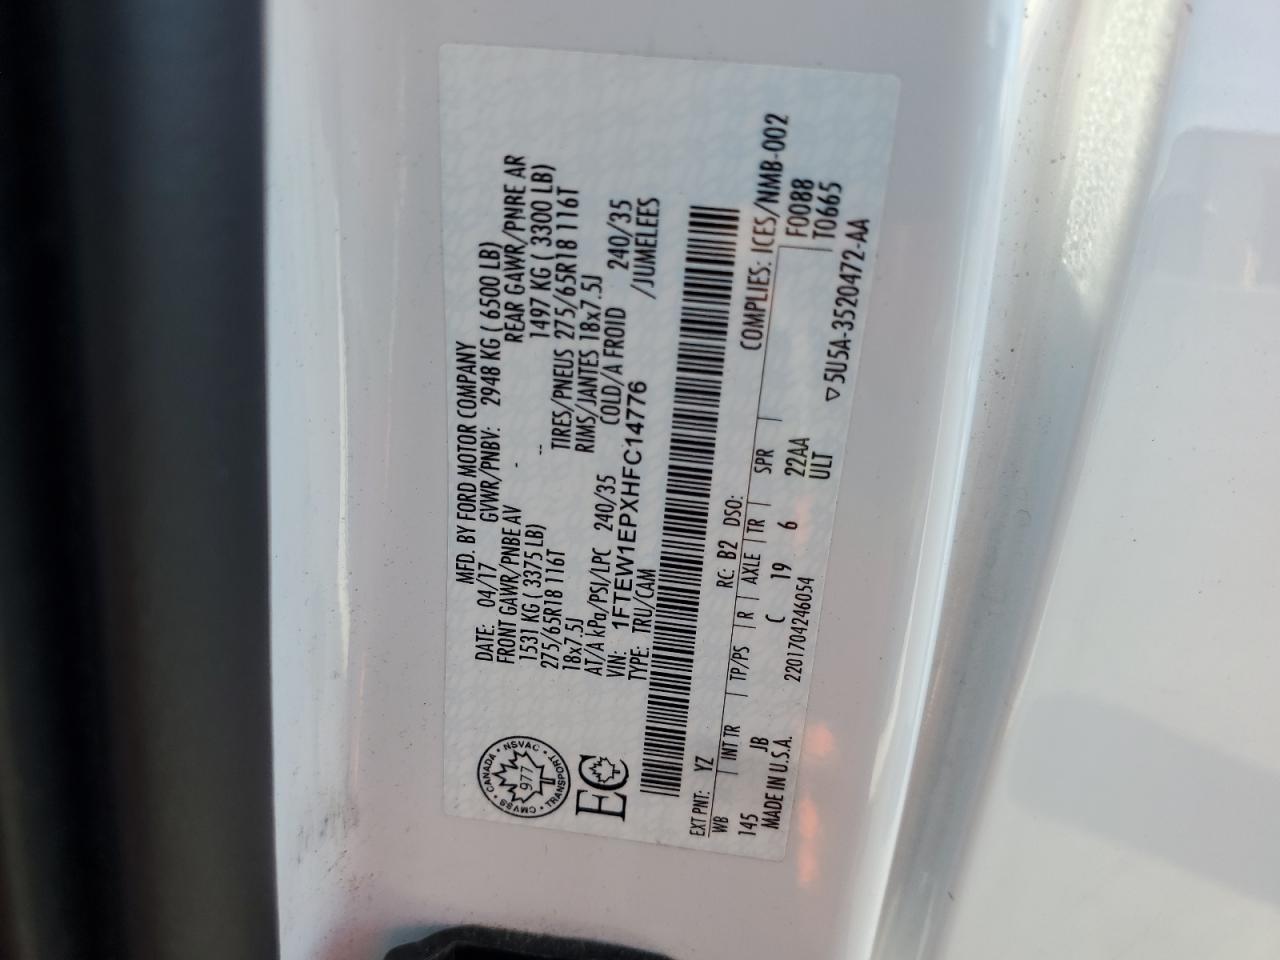 MFD. BY FORD MOTOR COMPANY
DATE: 04/17 GVWR/PNBV: 2948 KG ( 6500 LB)
FRONT GAWR/PNBE AV - REAR GAWR/PNRE AR
1531 KG ( 3375 LB) -- 1497 KG ( 3300 LB)
275/65R18 116T TIRES/PNEUS 275/65R18 116T
18x7.5J RIMS/JANTES 18x7.5J
AT/A kPa/PSI/LPC 240/35 COLD/A FROID 240/35
VIN: 1FTEW1EPXHFC14776 /JUMELEES
TYPE: TRU/CAM
CANADA • NSVAC • TRANSPORT • CMVSS •
977
EC
COMPLIES: ICES/NMB-002
EXT PNT: YZ RC: B2 DSO: F0088
WB INT TR TP/PS R AXLE TR SPR T0665
145 JB C 19 6 22AA
MADE IN U.S.A. 2201704246054 ULT
▽5U5A-3520472-AA